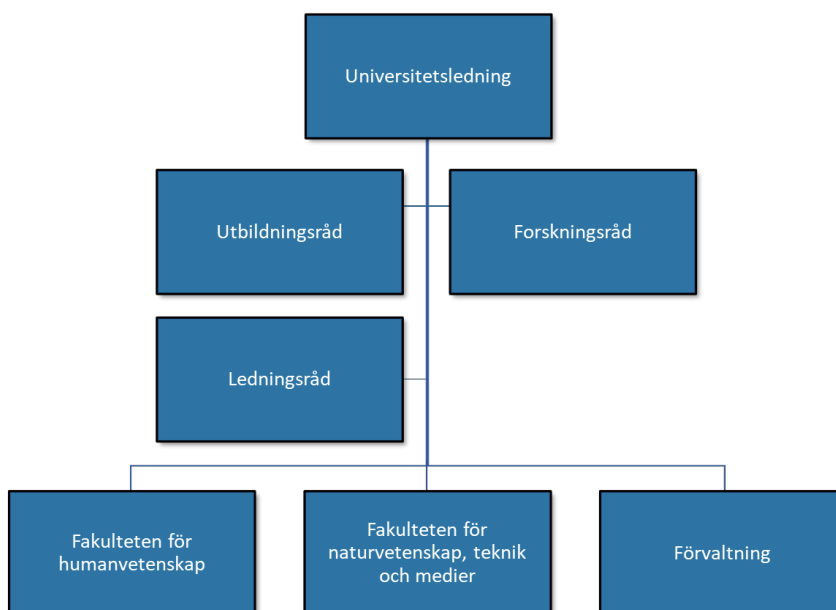 Universitetsledning
Utbildningsråd
Forskningsråd
Ledningsråd
Fakulteten för
humanvetenskap
Fakulteten för
naturvetenskap, teknik
och medier
Förvaltning